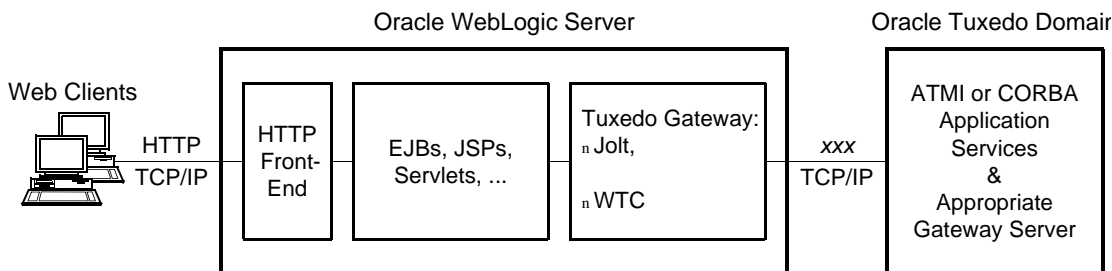 Oracle WebLogic Server
Oracle Tuxedo Domain
Web Clients
HTTP
TCP/IP
HTTP
Front-
End
EJBs, JSPs,
Servlets, ...
Tuxedo Gateway:
n Jolt,
n WTC
xxx
TCP/IP
ATMI or CORBA
Application
Services
&
Appropriate
Gateway Server